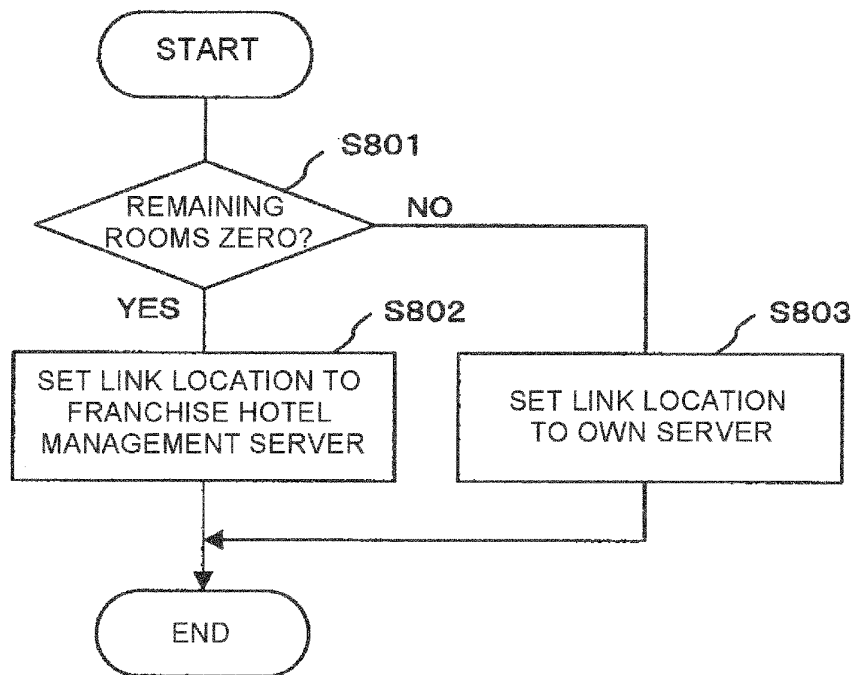 START
S801
REMAINING
ROOMS ZERO?
NO
YES
S802
S803
SET LINK LOCATION TO
FRANCHISE HOTEL
MANAGEMENT SERVER
SET LINK LOCATION
TO OWN SERVER
END